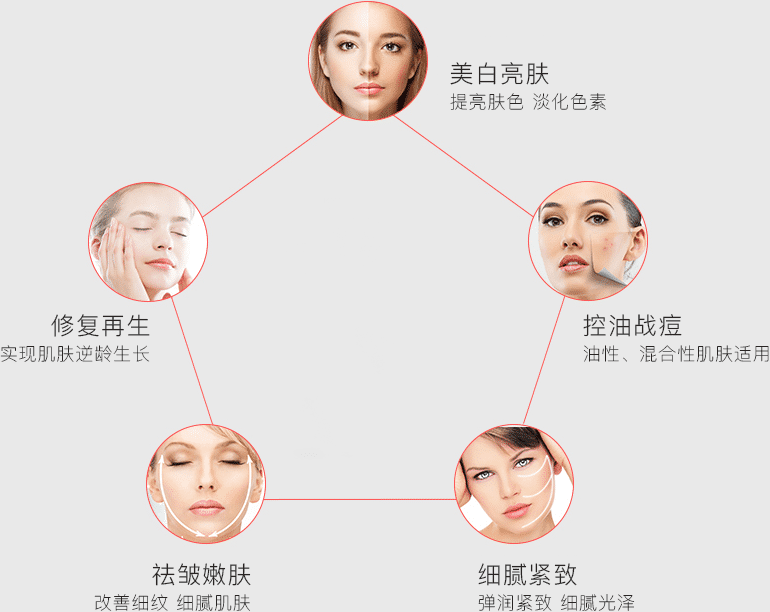 美白亮肤
提亮肤色 淡化色素
修复再生
实现肌肤逆龄生长
控油战痘
油性、混合性肌肤适用
祛皱嫩肤
改善细纹 细腻肌肤
细腻紧致
弹润紧致 细腻光泽